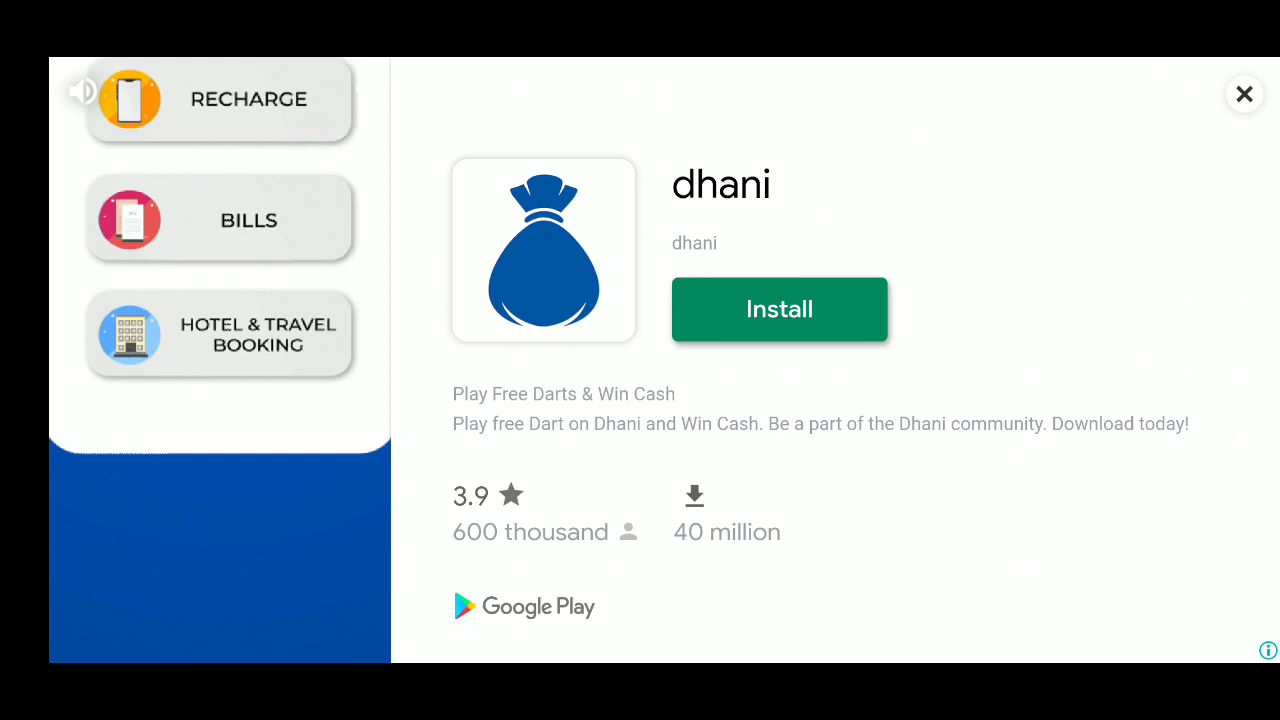 RECHARGE
BILLS
HOTEL & TRAVEL
BOOKING
dhani
dhani
Install
Play Free Darts & Win Cash
Play free Dart on Dhani and Win Cash. Be a part of the Dhani community. Download today!
3.9
600 thousand
40 million
Google Play